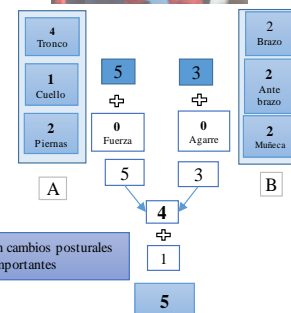 4
Tronco
1
Cuello
2
Piernas
A
5
0
Fuerza
5
3
0
Agarre
3
2
Brazo
2
Ante
brazo
2
Muñeca
B
4
1
n cambios posturales
portantes
5